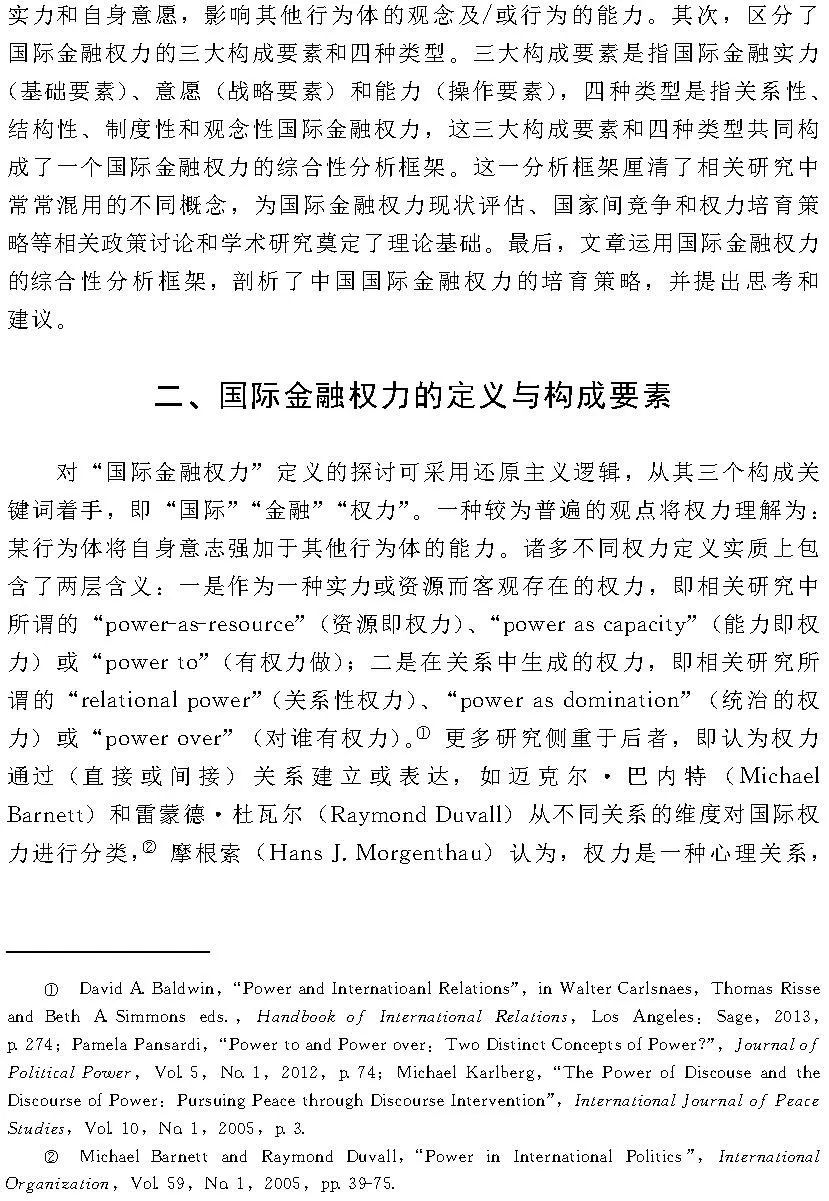 实力和自身意愿，影响其他行为体的观念及/或行为的能力。其次，区分了
国际金融权力的三大构成要素和四种类型。三大构成要素是指国际金融实力
（基础要素）、意愿（战略要素）和能力（操作要素），四种类型是指关系性、
结构性、制度性和观念性国际金融权力，这三大构成要素和四种类型共同构
成了一个国际金融权力的综合性分析框架。这一分析框架厘清了相关研究中
常常混用的不同概念，为国际金融权力现状评估、国家间竞争和权力培育策
略等相关政策讨论和学术研究奠定了理论基础。最后，文章运用国际金融权力
的综合性分析框架，剖析了中国国际金融权力的培育策略，并提出思考和
建议。
二、国际金融权力的定义与构成要素
对“国际金融权力”定义的探讨可采用还原主义逻辑，从其三个构成关
键词着手，即“国际”“金融”“权力”。一种较为普遍的观点将权力理解为：
某行为体将自身意志强加于其他行为体的能力。诸多不同权力定义实质上包
含了两层含义：一是作为一种实力或资源而客观存在的权力，即相关研究中
所谓的“power-as-resource”（资源即权力）、“power as capacity”（能力即权
力）或“power to”（有权力做）；二是在关系中生成的权力，即相关研究所
谓的“relational power”（关系性权力）、“power as domination”（统治的权
力）或“power over”（对谁有权力）。① 更多研究侧重于后者，即认为权力
通过（直接或间接）关系建立或表达，如迈克尔·巴内特（Michael
Barnett）和雷蒙德·杜瓦尔（Raymond Duvall）从不同关系的维度对国际权
力进行分类，② 摩根索（Hans J. Morgenthau）认为，权力是一种心理关系，
① David A. Baldwin, “Power and Internatioanl Relations”, in Walter Carlsnaes, Thomas Risse
and Beth A. Simmons eds., Handbook of International Relations, Los Angeles: Sage, 2013,
p. 274; Pamela Pansardi, “Power to and Power over: Two Distinct Concepts of Power?”, Journal of
Political Power, Vol. 5, No. 1, 2012, p. 74; Michael Karlberg, “The Power of Discouse and the
Discourse of Power: Pursuing Peace through Discourse Intervention”, International Journal of Peace
Studies, Vol. 10, No. 1, 2005, p. 3.
② Michael Barnett and Raymond Duvall, “Power in International Politics”, International
Organization, Vol. 59, No. 1, 2005, pp. 39-75.